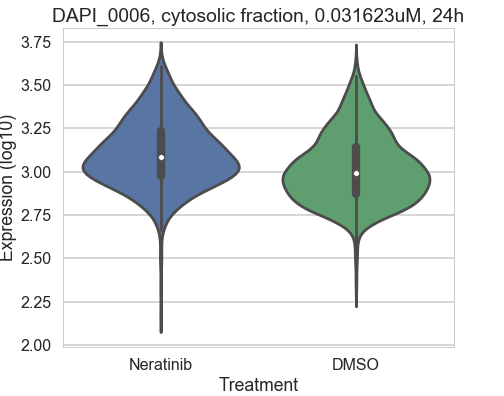 DAPI_0006, cytosolic fraction, 0.031623uM, 24h
Expression (log10)
3.75
3.50
3.25
3.00
2.75
2.50
2.25
2.00
Neratinib DMSO
Treatment